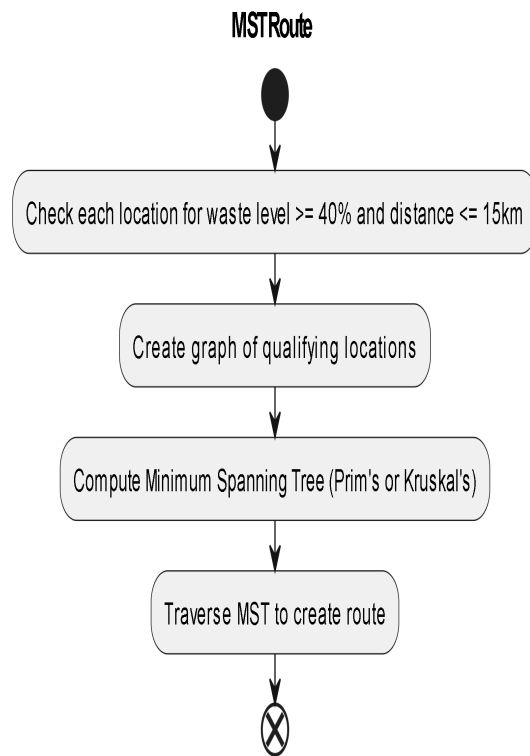 MSTRoute
Check each location for waste level >= 40% and distance <= 15km
Create graph of qualifying locations
Compute Minimum Spanning Tree (Prim's or Kruskal's)
Traverse MST to create route